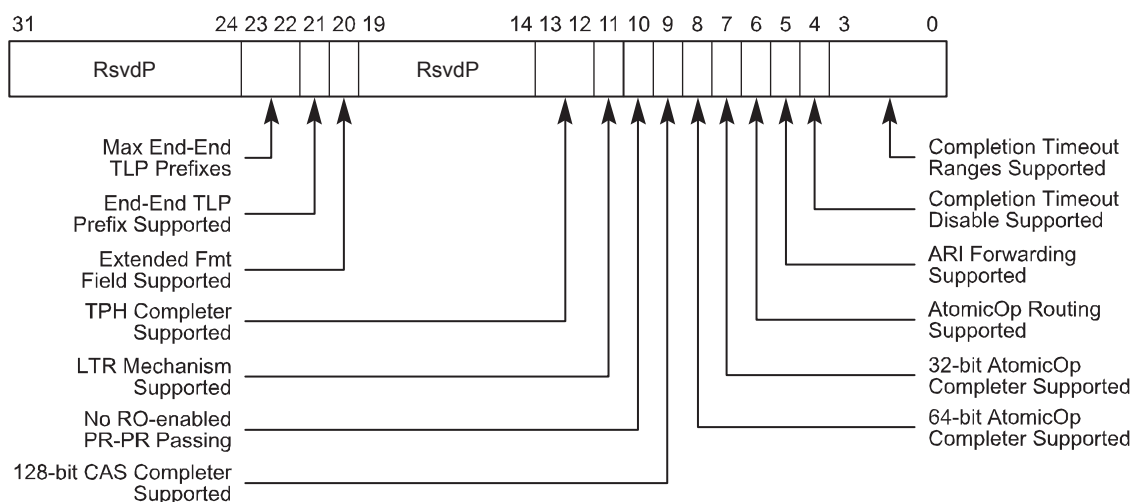 31 24 23 22 21 20 19 14 13 12 11 10 9 8 7 6 5 4 3 0
RsvdP RsvdP
Max End-End
TLP Prefixes
End-End TLP
Prefix Supported
Extended Fmt
Field Supported
TPH Completer
Supported
LTR Mechanism
Supported
No RO-enabled
PR-PR Passing
128-bit CAS Completer
Supported
Completion Timeout
Ranges Supported
Completion Timeout
Disable Supported
ARI Forwarding
Supported
AtomicOp Routing
Supported
32-bit AtomicOp
Completer Supported
64-bit AtomicOp
Completer Supported